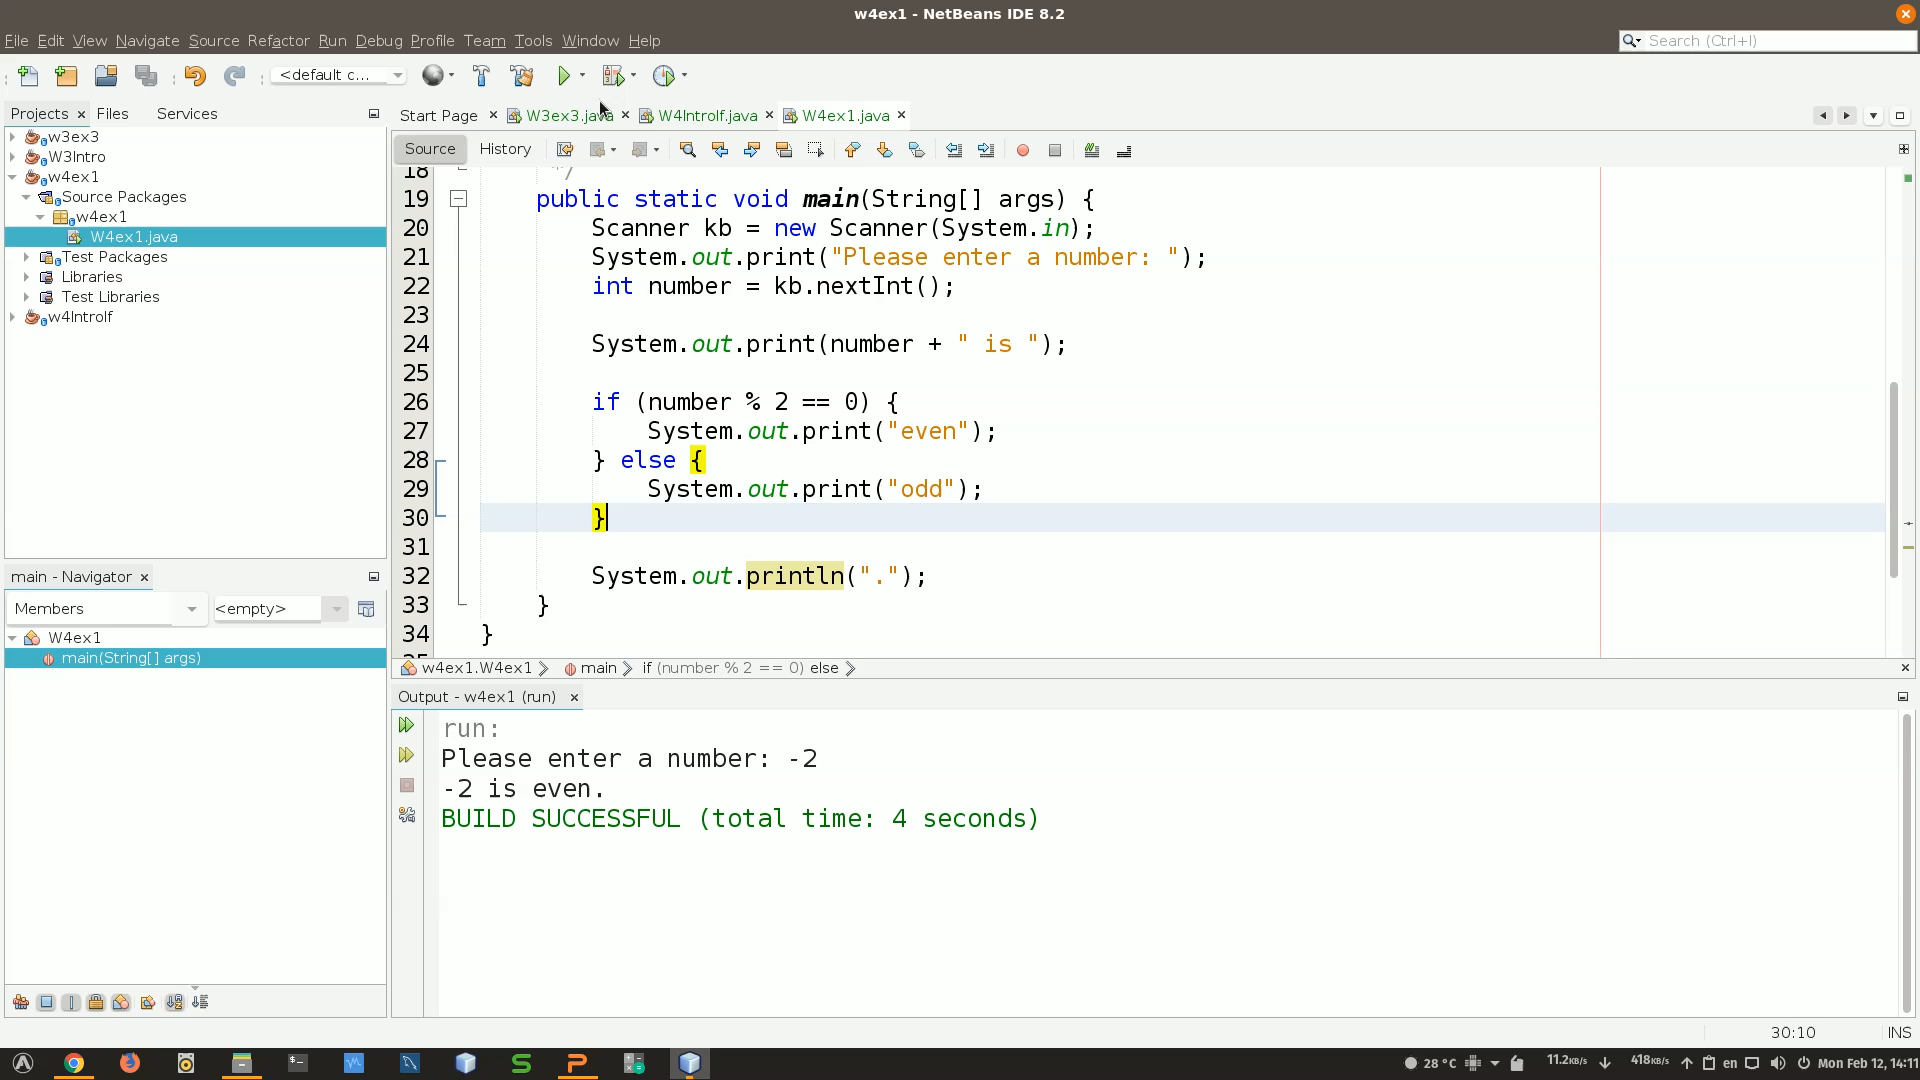 w4ex1 - NetBeans IDE 8.2
File Edit View Navigate Source Refactor Run Debug Profile Team Tools Window Help
Search (Ctrl+I)
<default c...
Projects Files Services
Start Page W3ex3.java W4IntroIf.java W4ex1.java
Source History
w3ex3
W3Intro
w4ex1
Source Packages
w4ex1
W4ex1.java
Test Packages
Libraries
Test Libraries
w4IntroIf
18 */
19 public static void main(String[] args) {
20 Scanner kb = new Scanner(System.in);
21 System.out.print("Please enter a number: ");
22 int number = kb.nextInt();
23
24 System.out.print(number + " is ");
25
26 if (number % 2 == 0) {
27 System.out.print("even");
28 } else {
29 System.out.print("odd");
30 }
31
32 System.out.println(".");
33 }
34 }
w4ex1.W4ex1 main if (number % 2 == 0) else
main - Navigator
Members <empty>
W4ex1
main(String[] args)
Output - w4ex1 (run)
run:
Please enter a number: -2
-2 is even.
BUILD SUCCESSFUL (total time: 4 seconds)
30:10 INS
28 °C 11.2KB/s 418KB/s en Mon Feb 12, 14:11